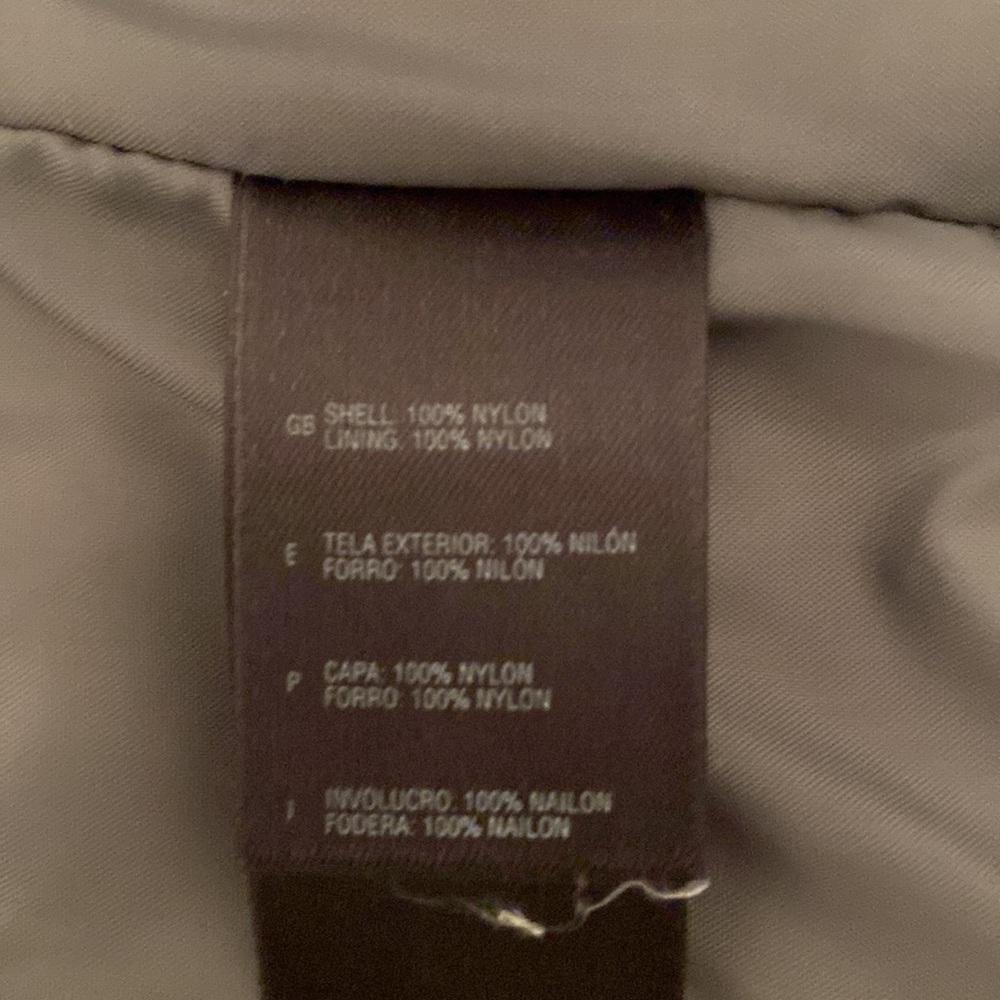 GB SHELL: 100% NYLON
LINING: 100% NYLON
E TELA EXTERIOR: 100% NILÓN
FORRO: 100% NILÓN
P CAPA: 100% NYLON
FORRO: 100% NYLON
I INVOLUCRO: 100% NAILON
FODERA: 100% NAILON